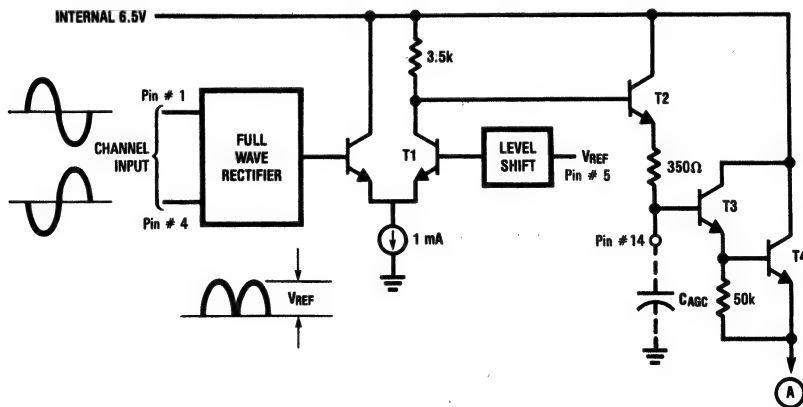 INTERNAL 6.5V
3.5k
T2
Pin # 1
CHANNEL
INPUT
Pin # 4
FULL
WAVE
RECTIFIER
T1
LEVEL
SHIFT
VREF
Pin # 5
350Ω
T3
T4
1 mA
Pin #14
CAGC
50k
VREF
A